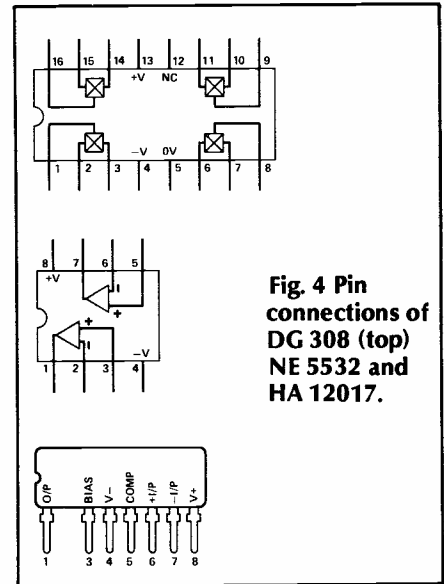 16 15 14 13 12 11 10 9
+V NC
-V 0V
1 2 3 4 5 6 7 8
8 7 6 5
+V
-
+
+
-
-V
1 2 3 4
Fig. 4 Pin
connections of
DG 308 (top)
NE 5532 and
HA 12017.
O/P BIAS V- COMP +I/P -I/P V+
1 3 4 5 6 7 8